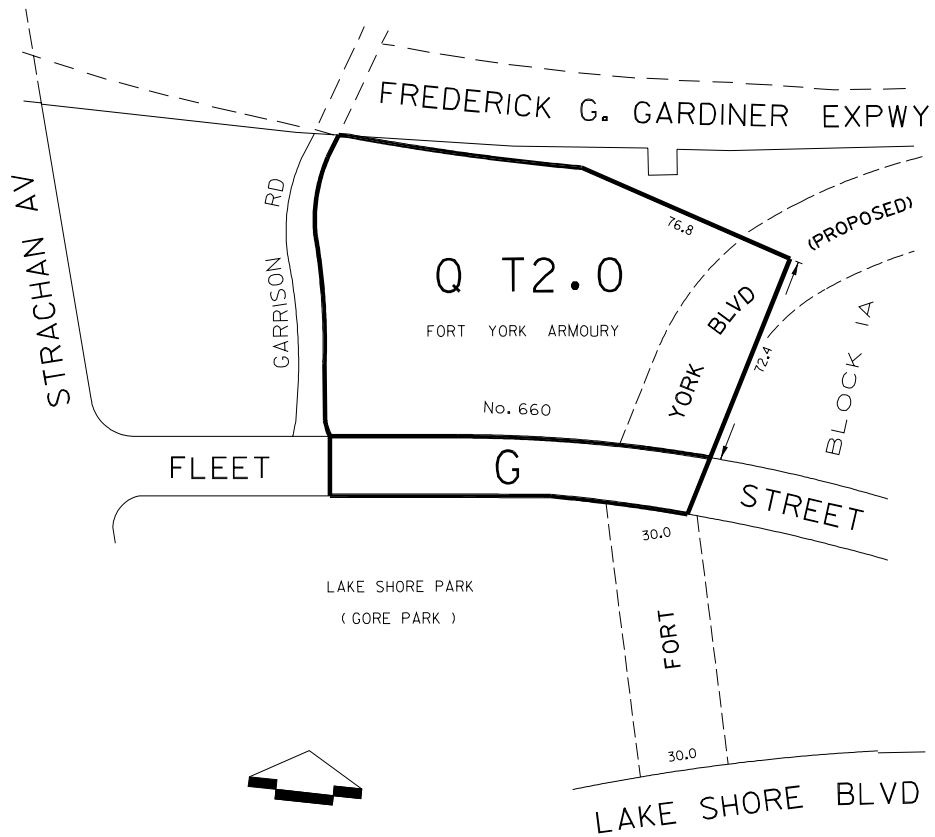 FREDERICK G. GARDINER EXPWY
STRACHAN AV
GARRISON RD
76.8
(PROPOSED)
Q T2.0
FORT YORK ARMOURY
YORK BLVD
72.4
BLOCK 1A
No. 660
FLEET
G
STREET
30.0
LAKE SHORE PARK
( GORE PARK )
FORT
30.0
LAKE SHORE BLVD